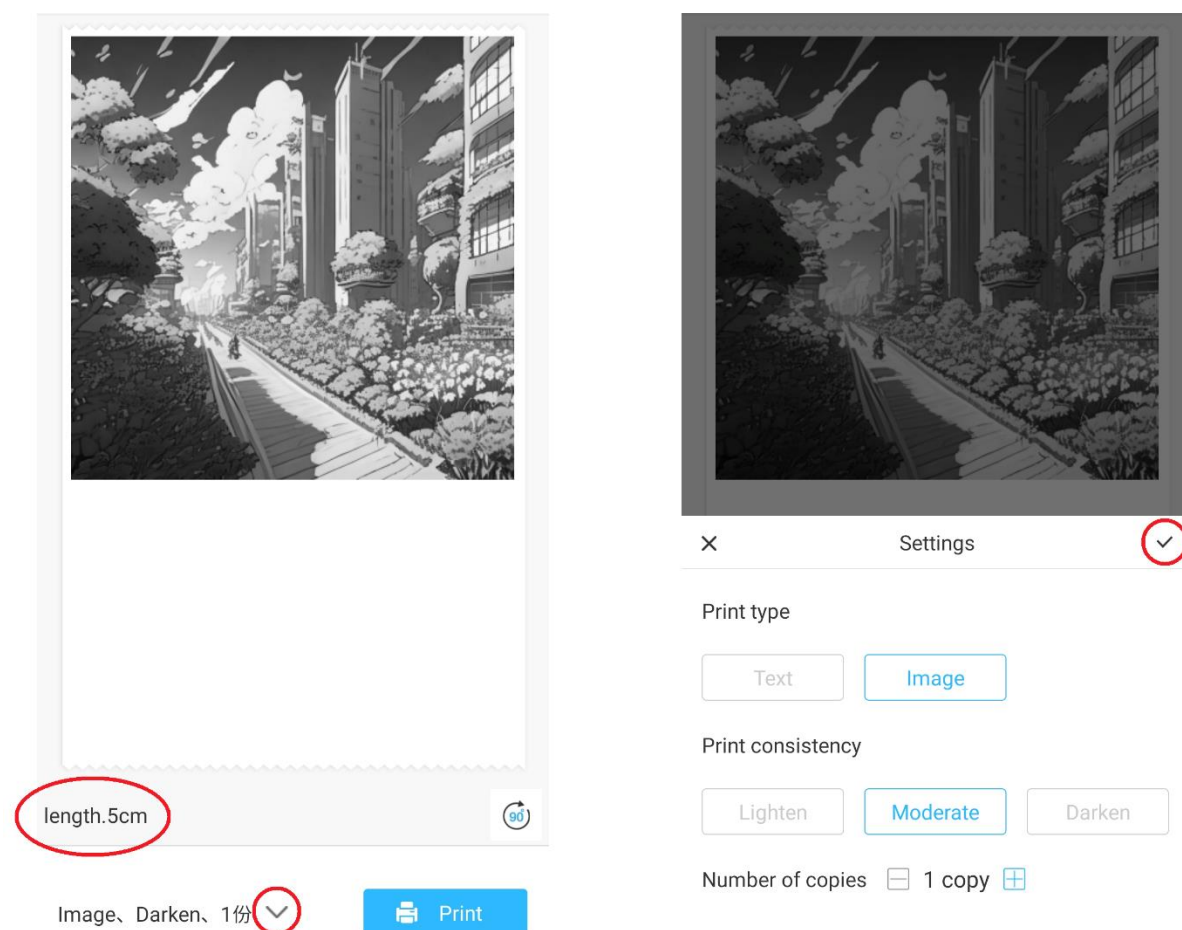 length.5cm
90°
Image、Darken、1份
Print
Settings
Print type
Text
Image
Print consistency
Lighten
Moderate
Darken
Number of copies
1 copy